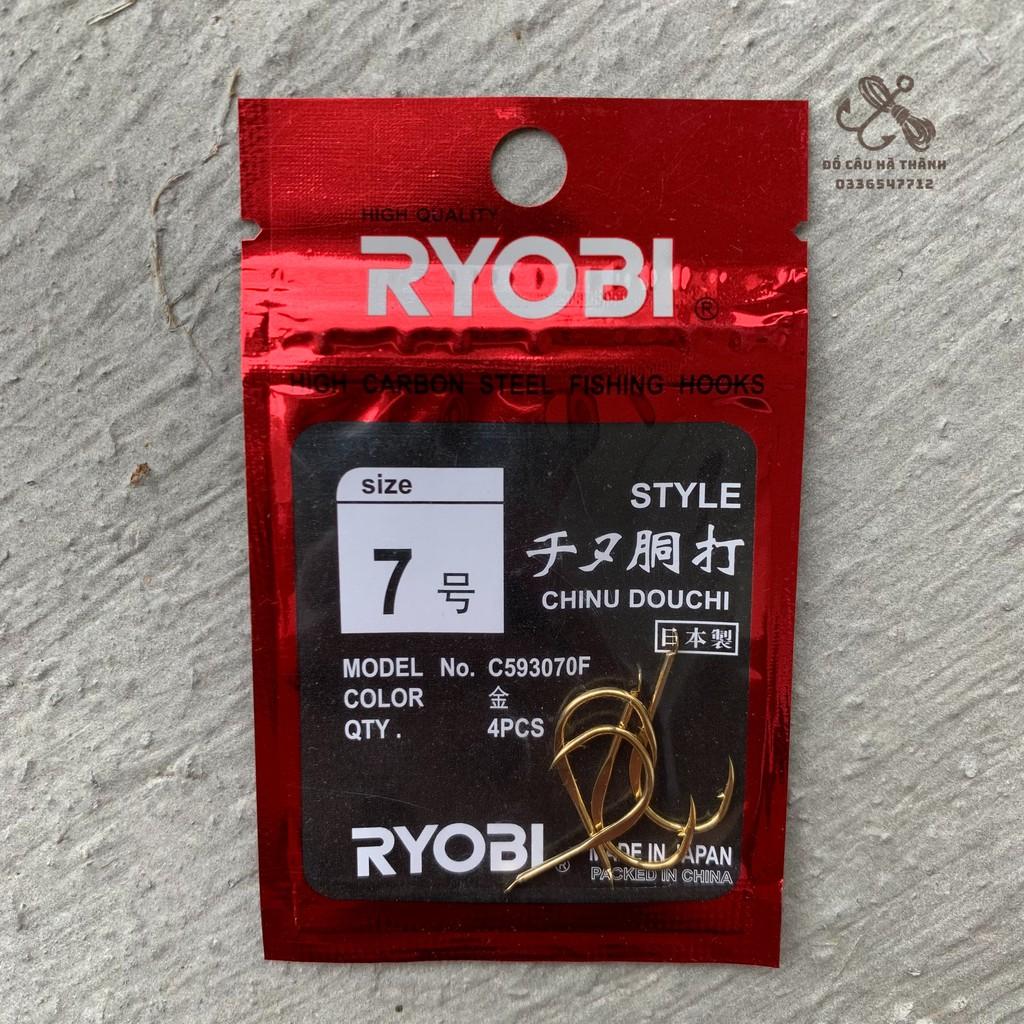 ĐỒ CÂU HÀ THÀNH
0336547712
HIGH QUALITY
RYOBI®
HIGH CARBON STEEL FISHING HOOKS
size
7号
STYLE
チヌ胴打
CHINU DOUCHI
日本製
MODEL No. C593070F
COLOR 金
QTY. 4PCS
RYOBI®
MADE IN JAPAN
PACKED IN CHINA